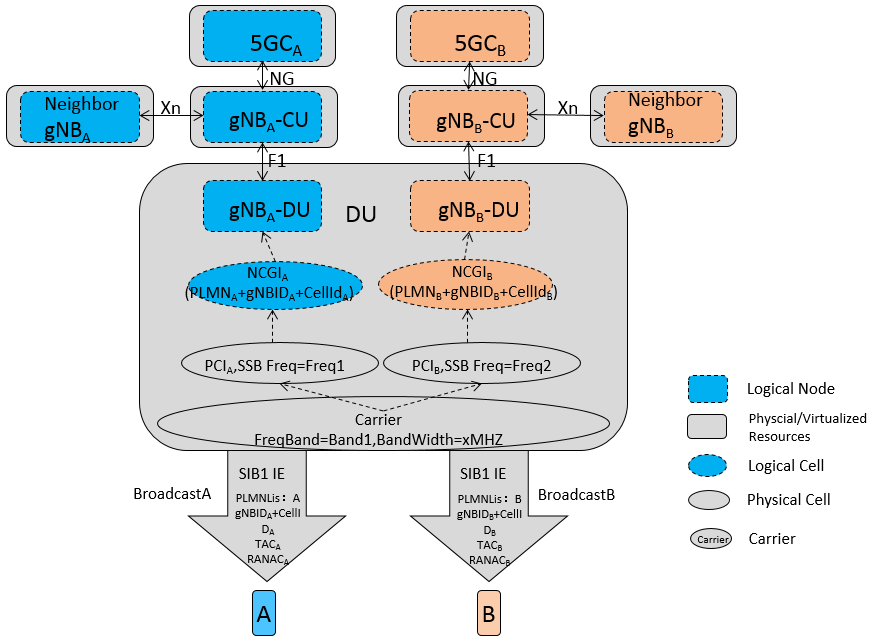 5GCA
5GCB
NG
NG
Neighbor
gNBA
Xn
gNBA-CU
gNBB-CU
Xn
Neighbor
gNBB
F1
F1
gNBA-DU
DU
gNBB-DU
NCGIA
(PLMNA+gNBIDA+CellIdA)
NCGIB
(PLMNB+gNBIDB+CellIdB)
PCIA,SSB Freq=Freq1
PCIB,SSB Freq=Freq2
Carrier
FreqBand=Band1,BandWidth=xMHZ
BroadcastA
SIB1 IE
PLMNLis：A
gNBIDA+CellI
DA
TACA
RANACA
SIB1 IE
PLMNLis：B
gNBIDB+CellI
DB
TACB
RANACB
BroadcastB
A
B
Logical Node
Physcial/Virtualized
Resources
Logical Cell
Physical Cell
Carrier
Carrier